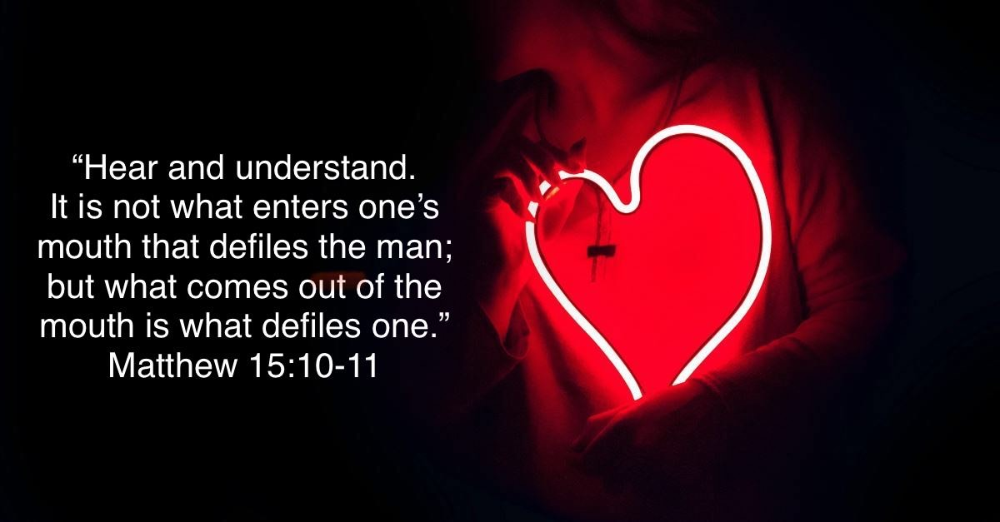 “Hear and understand.
It is not what enters one’s
mouth that defiles the man;
but what comes out of the
mouth is what defiles one.”
Matthew 15:10-11